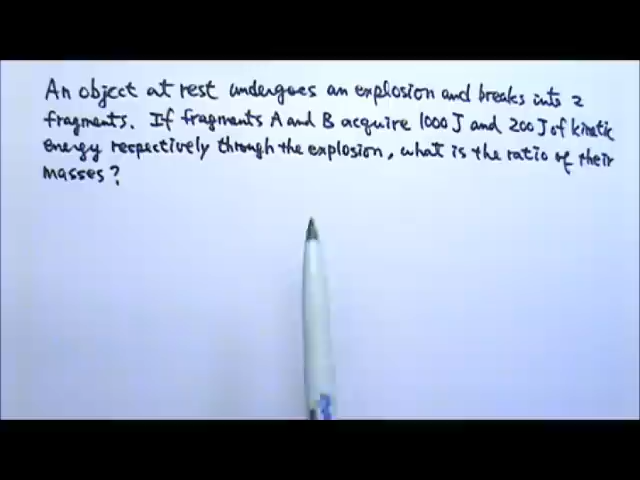 An object at rest undergoes an explosion and breaks into 2
fragments. If fragments A and B acquire 1000 J and 200 J of kinetic
energy respectively through the explosion, what is the ratio of their
masses?